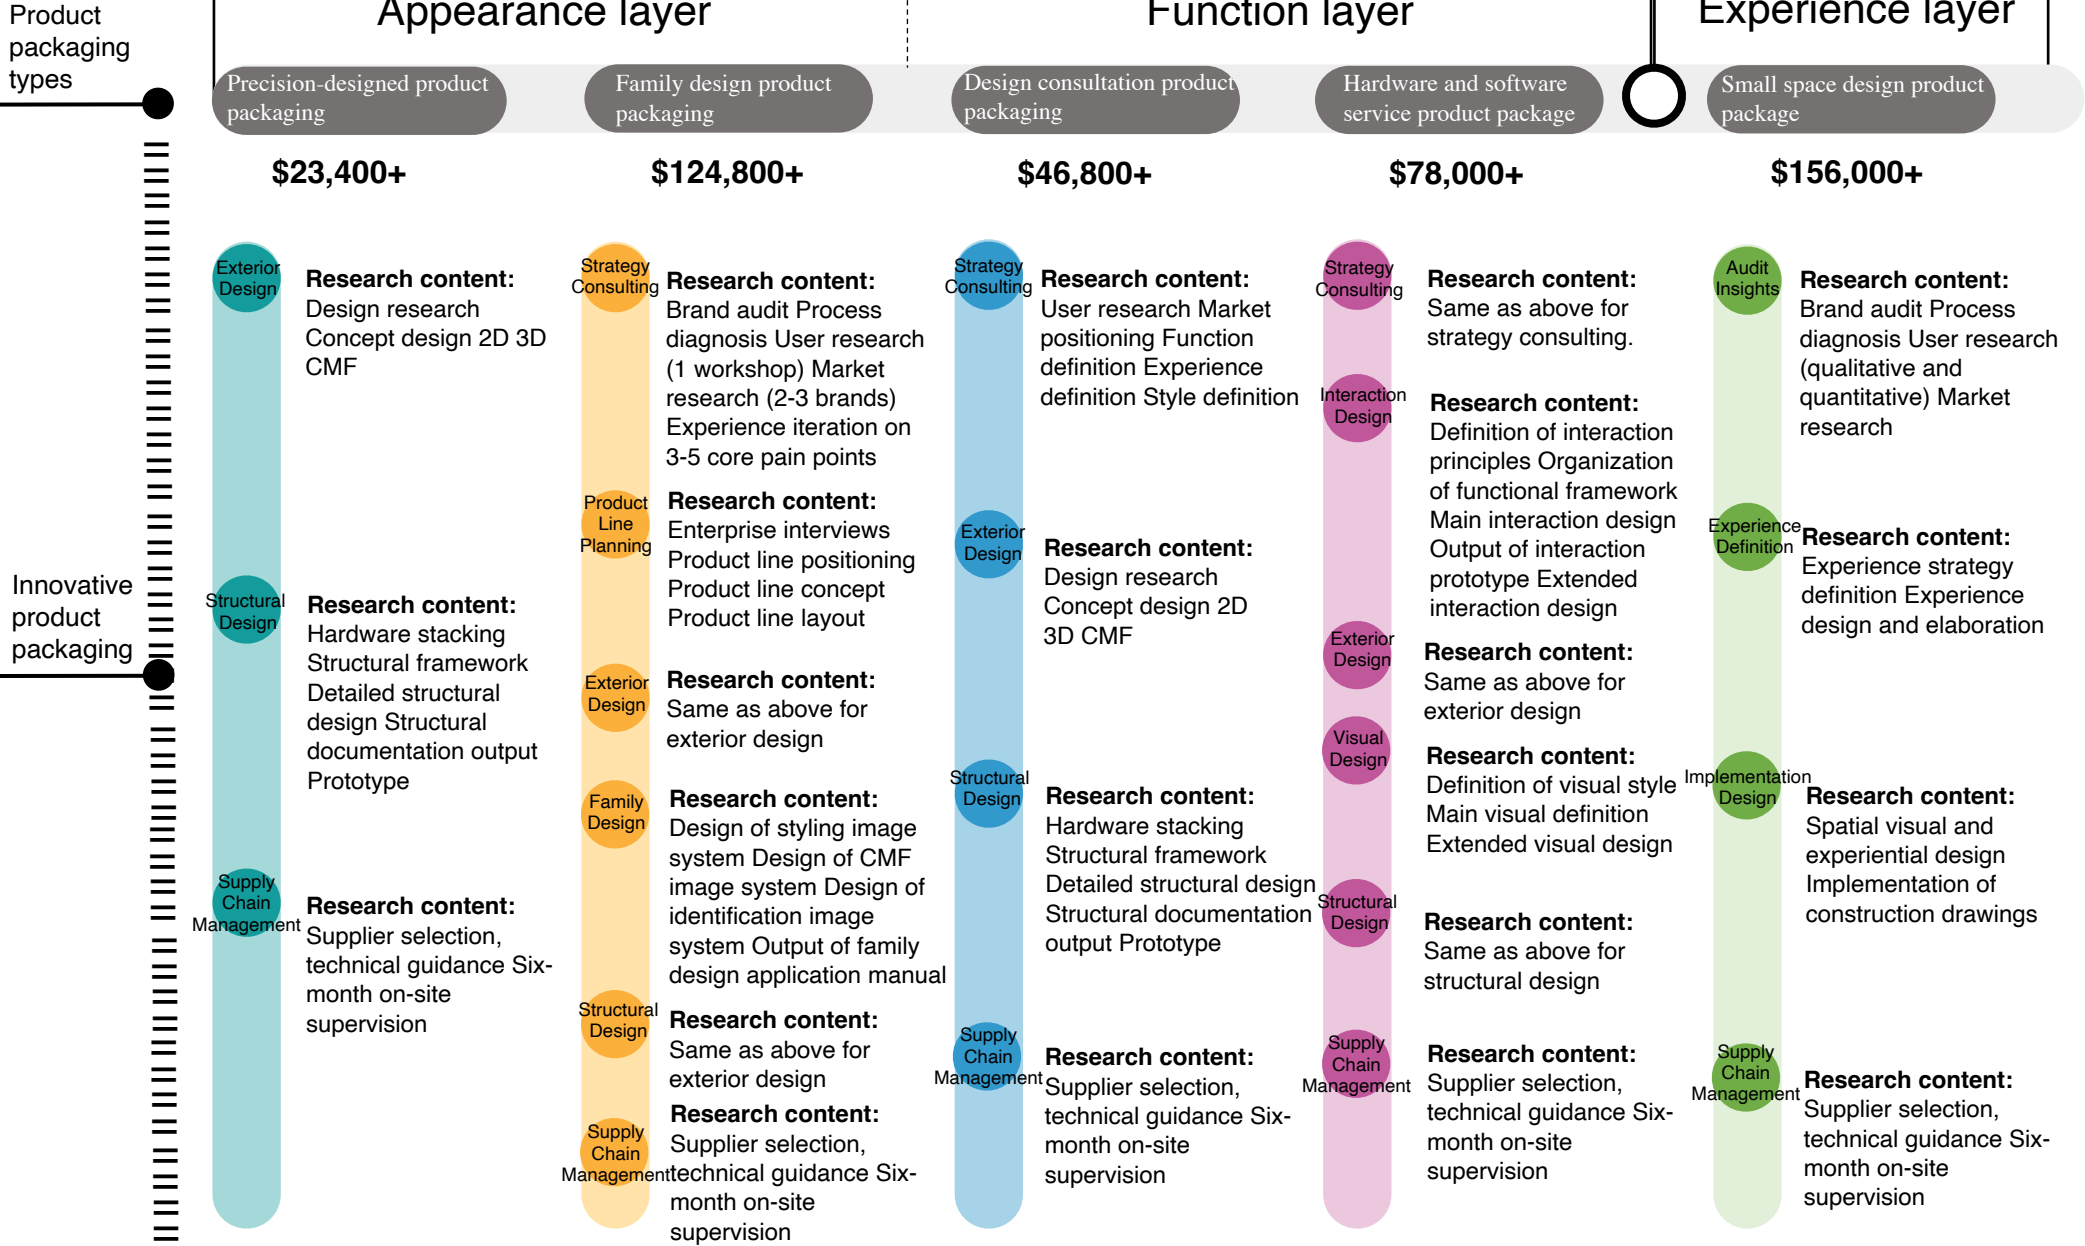 Product
packaging
types
Appearance layer
Function layer
Experience layer
Precision-designed product
packaging
Family design product
packaging
Design consultation product
packaging
Hardware and software
service product package
Small space design product
package
$23,400+
$124,800+
$46,800+
$78,000+
$156,000+
Innovative
product
packaging
Exterior
Design
Research content:
Design research
Concept design 2D 3D
CMF
Structural
Design
Research content:
Hardware stacking
Structural framework
Detailed structural
design Structural
documentation output
Prototype
Supply
Chain
Management
Research content:
Supplier selection,
technical guidance Six-
month on-site
supervision
Strategy
Consulting
Research content:
Brand audit Process
diagnosis User research
(1 workshop) Market
research (2-3 brands)
Experience iteration on
3-5 core pain points
Product
Line
Planning
Research content:
Enterprise interviews
Product line positioning
Product line concept
Product line layout
Exterior
Design
Research content:
Same as above for
exterior design
Family
Design
Research content:
Design of styling image
system Design of CMF
image system Design of
identification image
system Output of family
design application manual
Structural
Design
Research content:
Same as above for
exterior design
Supply
Chain
Management
Research content:
Supplier selection,
technical guidance Six-
month on-site
supervision
Strategy
Consulting
Research content:
User research Market
positioning Function
definition Experience
definition Style definition
Exterior
Design
Research content:
Design research
Concept design 2D
3D CMF
Structural
Design
Research content:
Hardware stacking
Structural framework
Detailed structural design
Structural documentation
output Prototype
Supply
Chain
Management
Research content:
Supplier selection,
technical guidance Six-
month on-site
supervision
Strategy
Consulting
Research content:
Same as above for
strategy consulting.
Interaction
Design
Research content:
Definition of interaction
principles Organization
of functional framework
Main interaction design
Output of interaction
prototype Extended
interaction design
Exterior
Design
Research content:
Same as above for
exterior design
Visual
Design
Research content:
Definition of visual style
Main visual definition
Extended visual design
Structural
Design
Research content:
Same as above for
structural design
Supply
Chain
Management
Research content:
Supplier selection,
technical guidance Six-
month on-site
supervision
Audit
Insights
Research content:
Brand audit Process
diagnosis User research
(qualitative and
quantitative) Market
research
Experience
Definition
Research content:
Experience strategy
definition Experience
design and elaboration
Implementation
Design
Research content:
Spatial visual and
experiential design
Implementation of
construction drawings
Supply
Chain
Management
Research content:
Supplier selection,
technical guidance Six-
month on-site
supervision